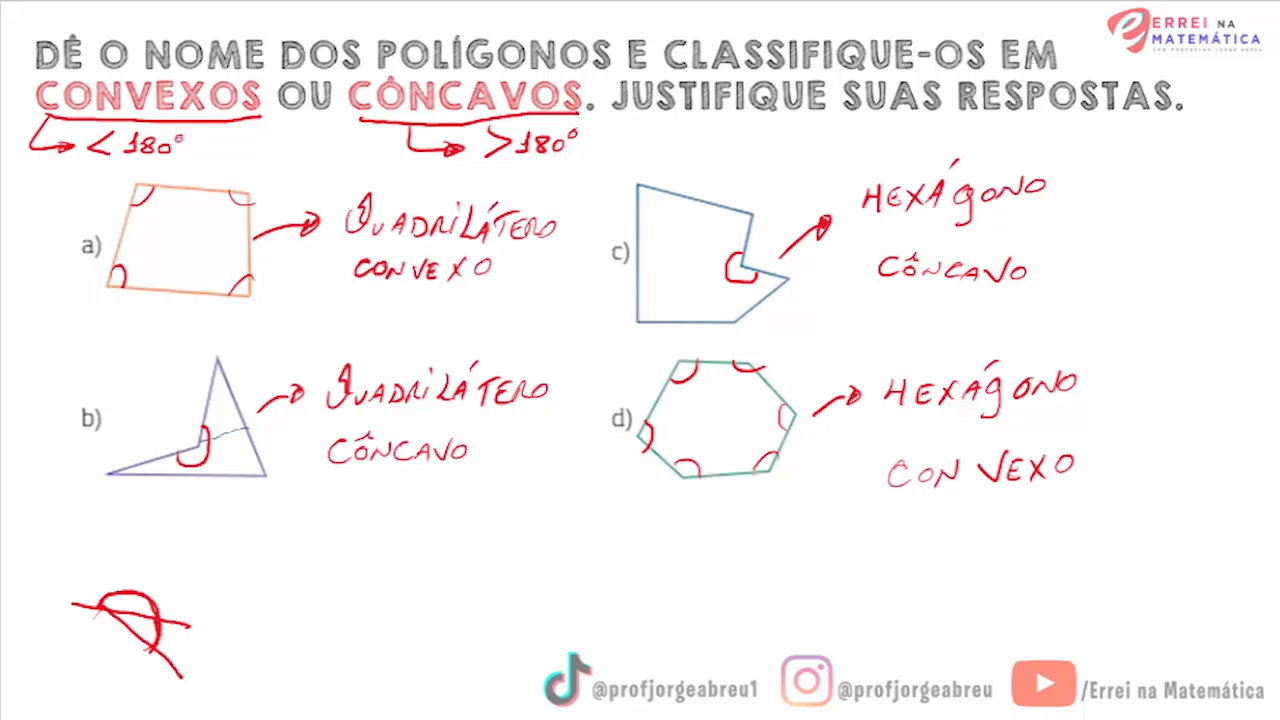 ERREI NA
MATEMÁTICA
DÊ O NOME DOS POLÍGONOS E CLASSIFIQUE-OS EM
CONVEXOS OU CÔNCAVOS. JUSTIFIQUE SUAS RESPOSTAS.
< 180°
> 180°
a)
QUADRILÁTERO
CONVEXO
c)
HEXÁGONO
CÔNCAVO
b)
QUADRILÁTERO
CÔNCAVO
d)
HEXÁGONO
CONVEXO
@profjorgeabreu1
@profjorgeabreu
/Errei na Matemática